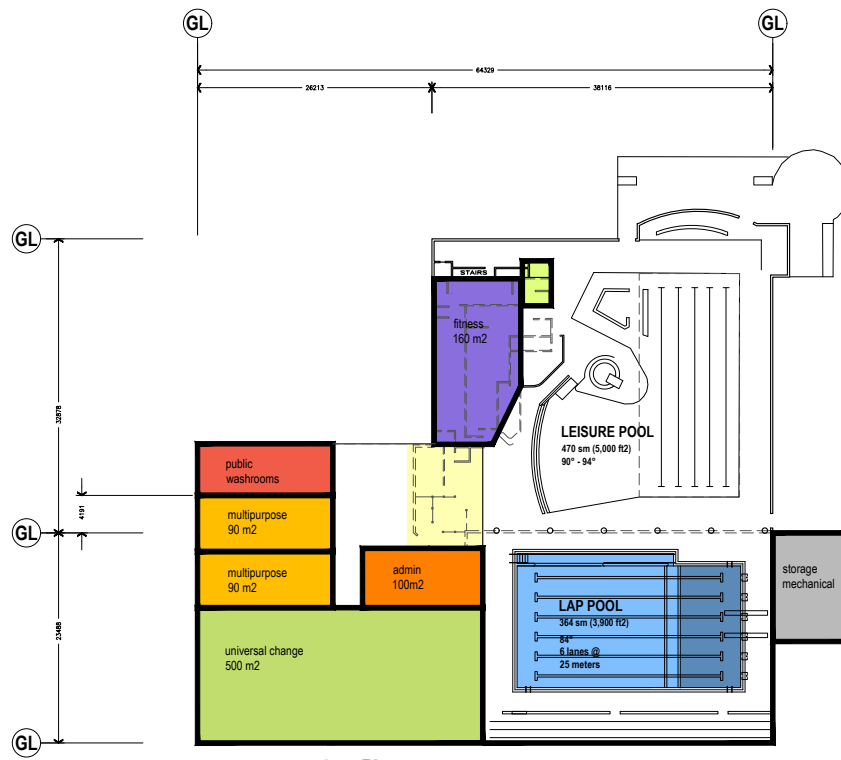 GL
GL
64329
26213
38116
GL
STAIRS
fitness
160 m2
32878
LEISURE POOL
470 sm (5,000 ft2)
90° - 94°
public
washrooms
4191
multipurpose
90 m2
GL
multipurpose
90 m2
admin
100m2
storage
mechanical
LAP POOL
364 sm (3,900 ft2)
84°
6 lanes @
25 meters
23488
universal change
500 m2
GL